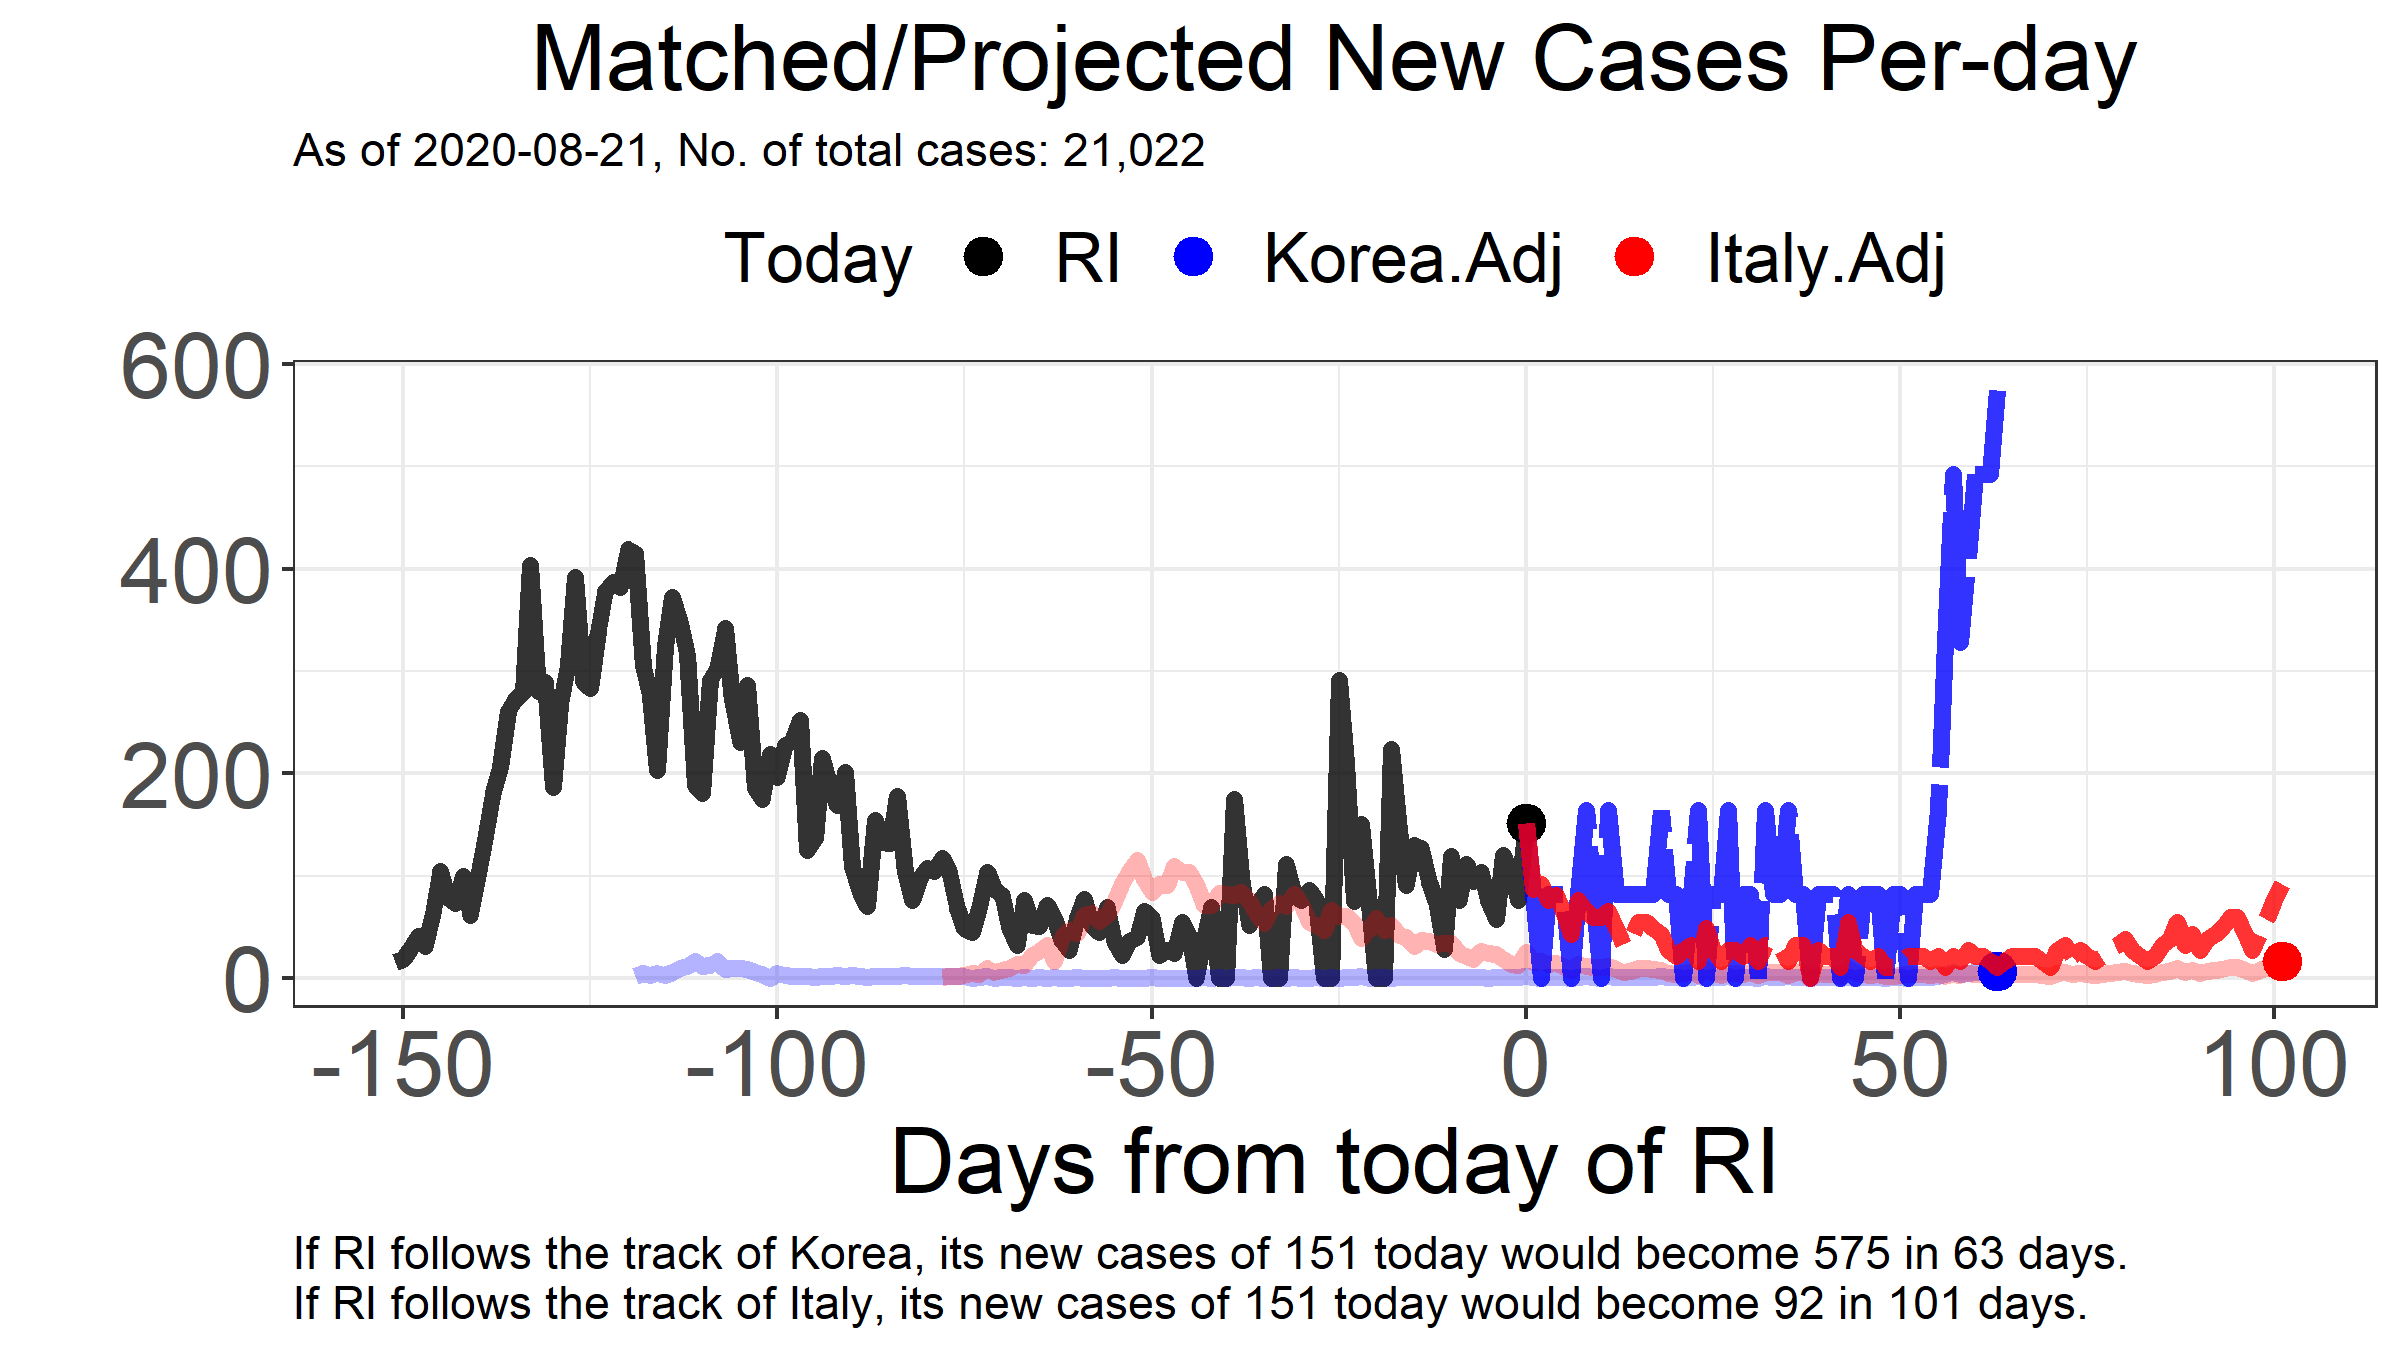 Matched/Projected New Cases Per-day
As of 2020-08-21, No. of total cases: 21,022
Today RI Korea.Adj Italy.Adj
600
400
200
0
-150 -100 -50 0 50 100
Days from today of RI
If RI follows the track of Korea, its new cases of 151 today would become 575 in 63 days.
If RI follows the track of Italy, its new cases of 151 today would become 92 in 101 days.